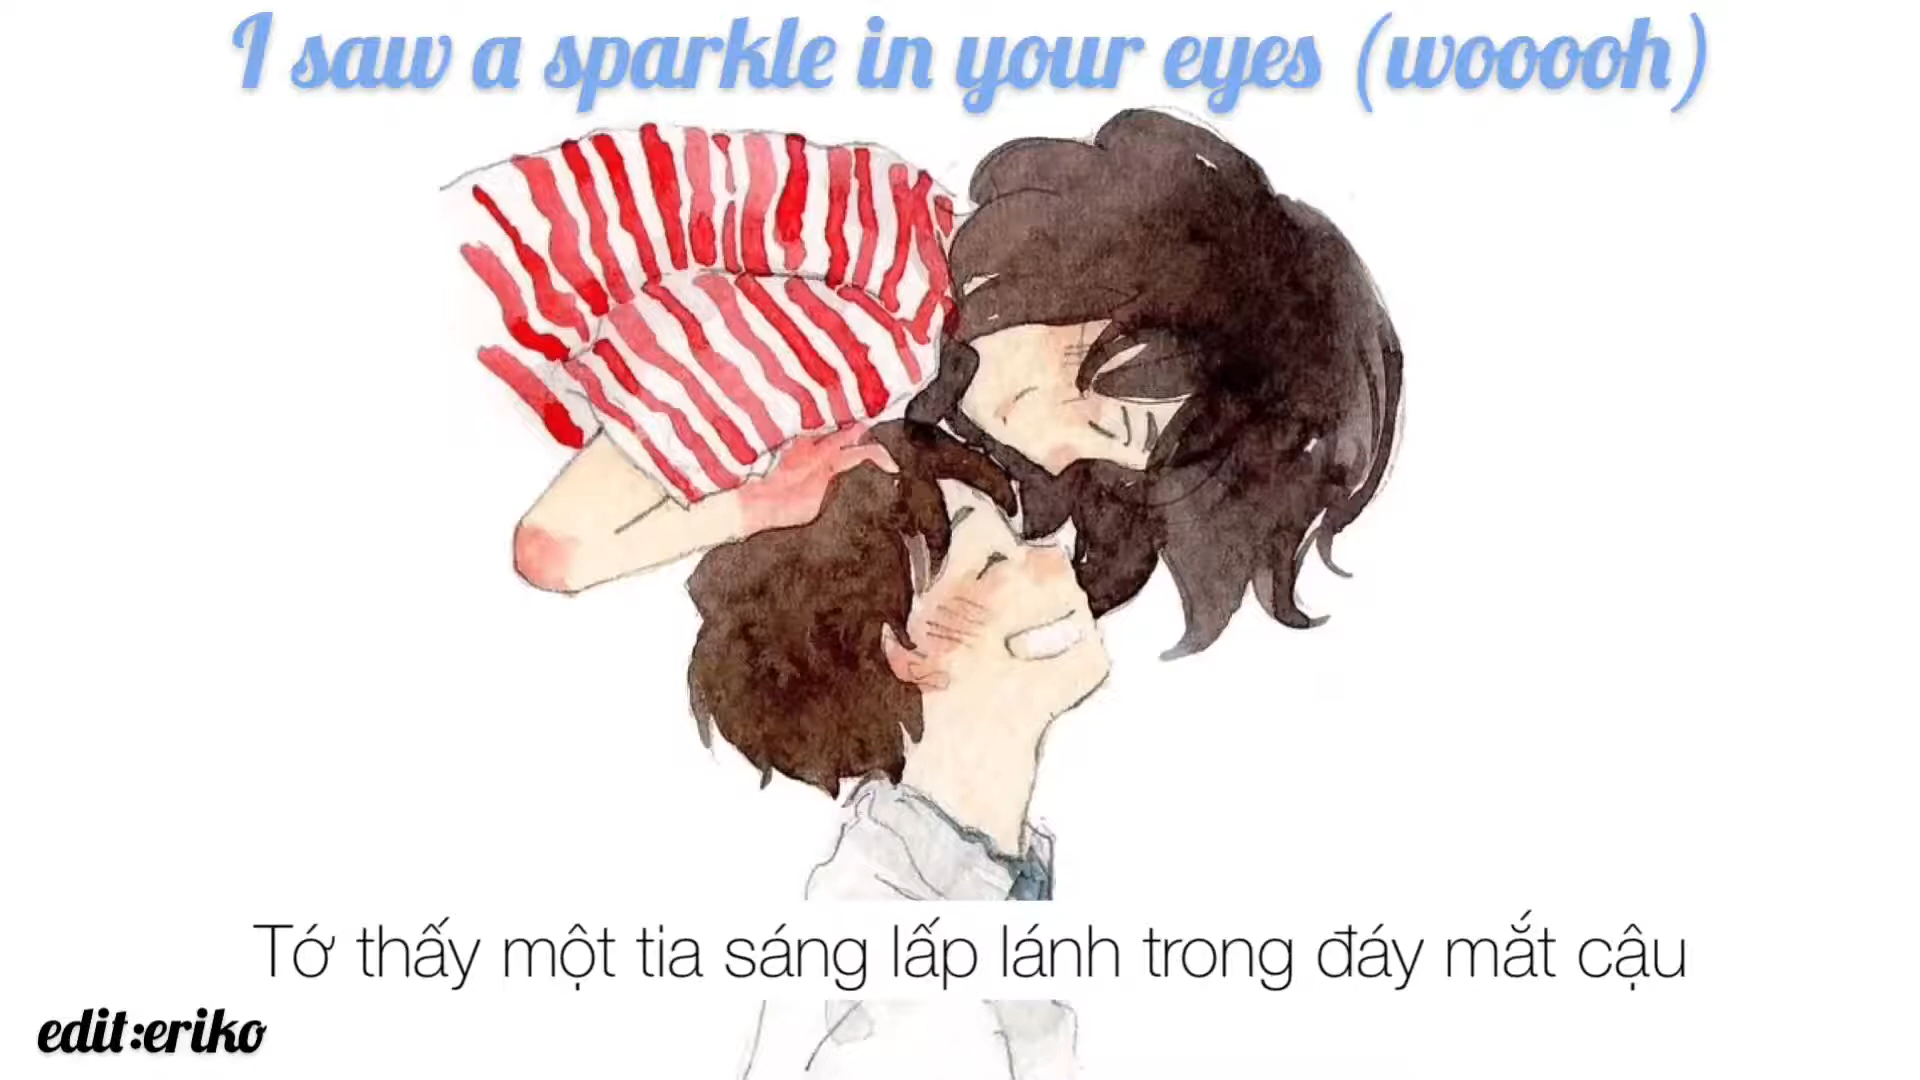 I saw a sparkle in your eyes (wooooh)
Tớ thấy một tia sáng lấp lánh trong đáy mắt cậu
edit:eriko